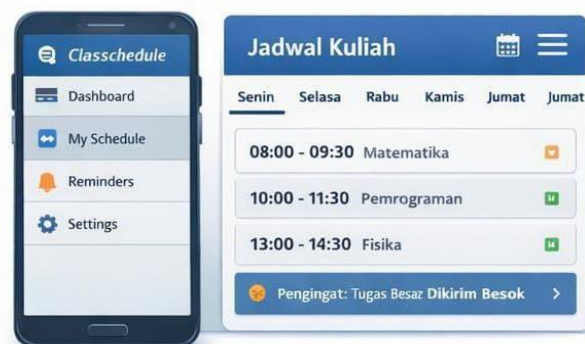 Classchedule
Dashboard
My Schedule
Reminders
Settings
Jadwal Kuliah
Senin Selasa Rabu Kamis Jumat Jumat
08:00 - 09:30 Matematika
10:00 - 11:30 Pemrograman
13:00 - 14:30 Fisika
Pengingat: Tugas Besaz Dikirim Besok